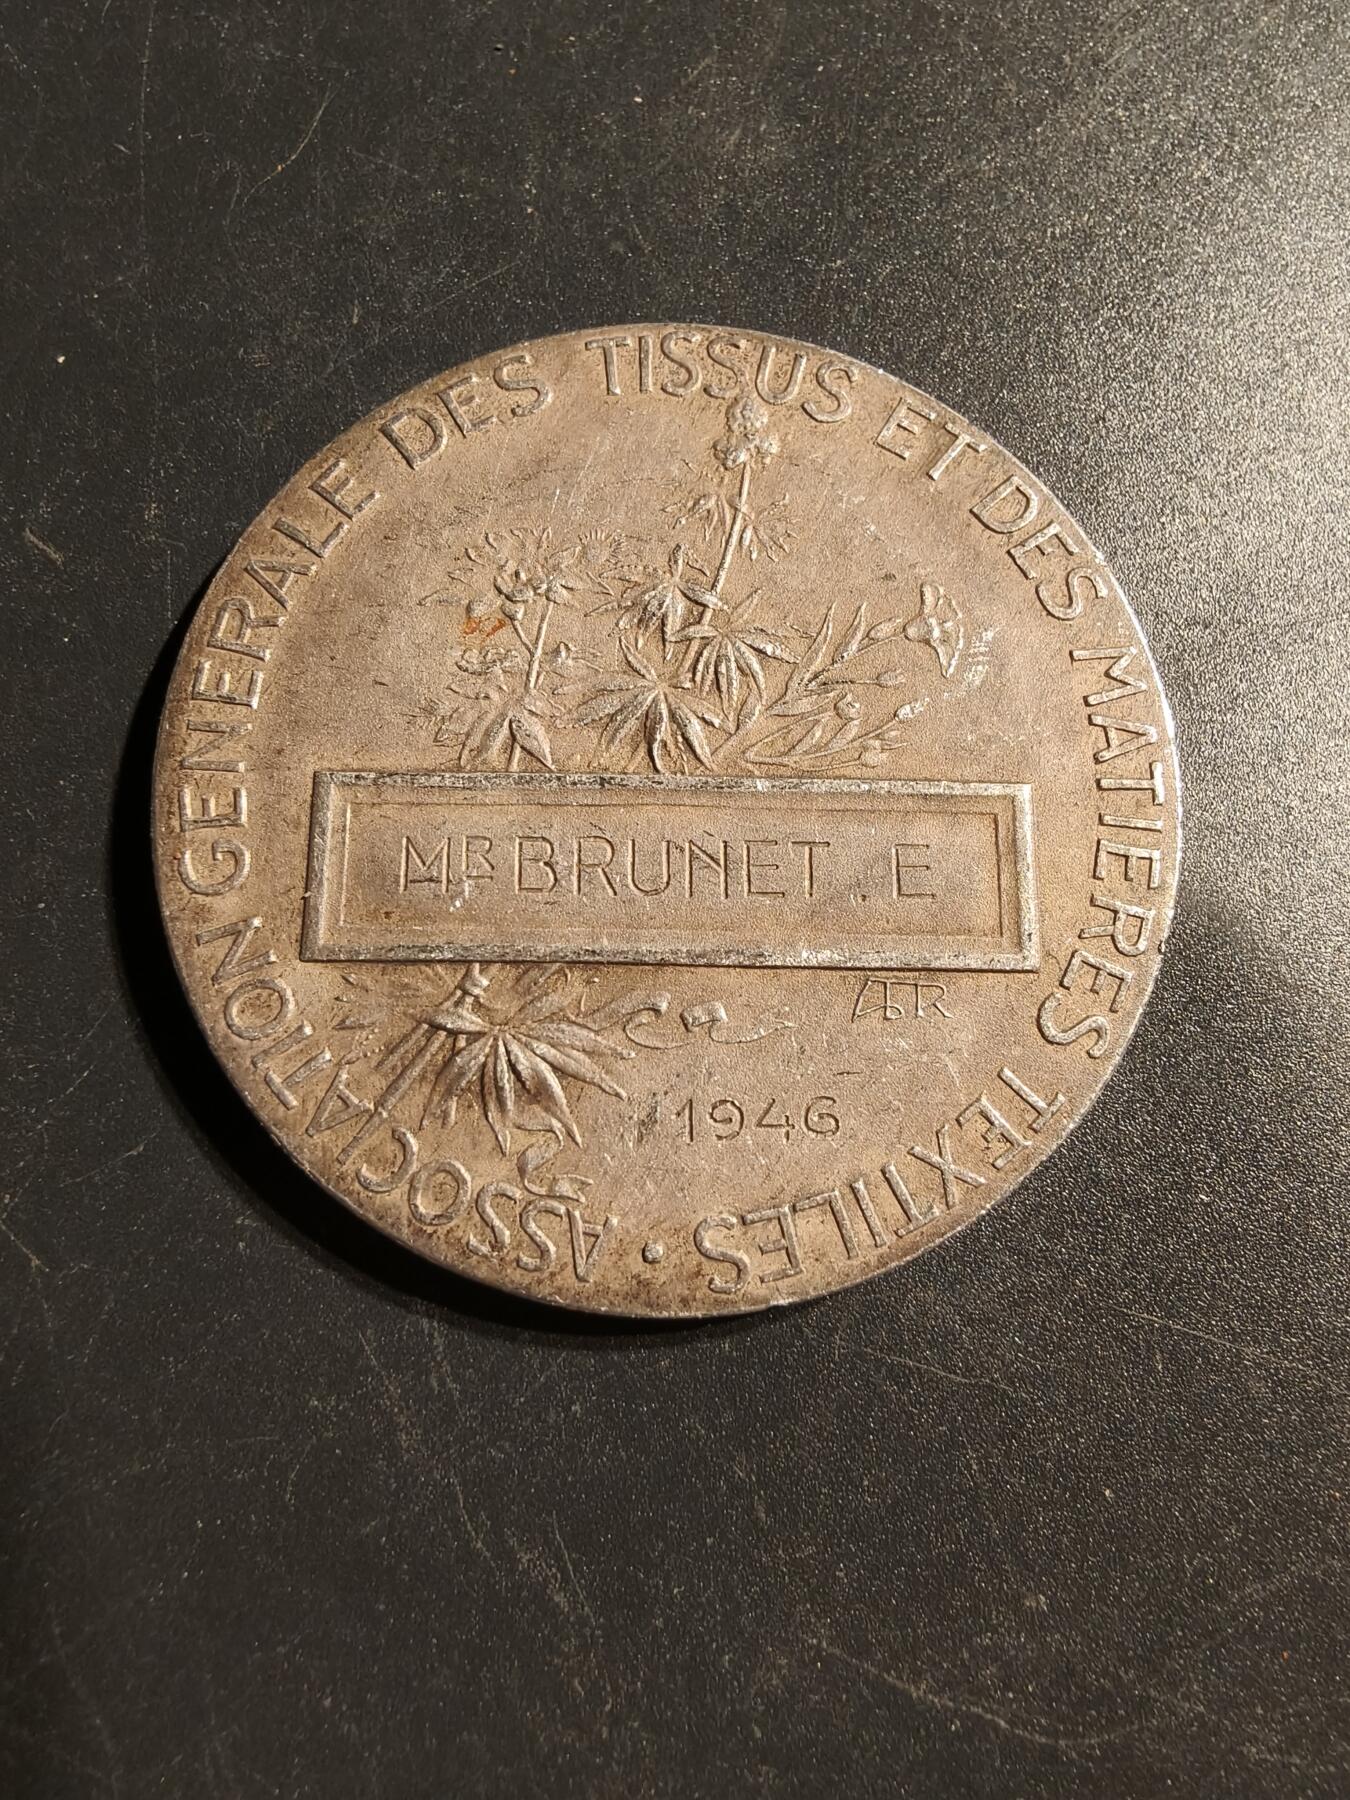 ASSOCIATION GENERALE DES TISSUS ET DES MATIERES TEXTILES •
MR BRUNET . E
1946